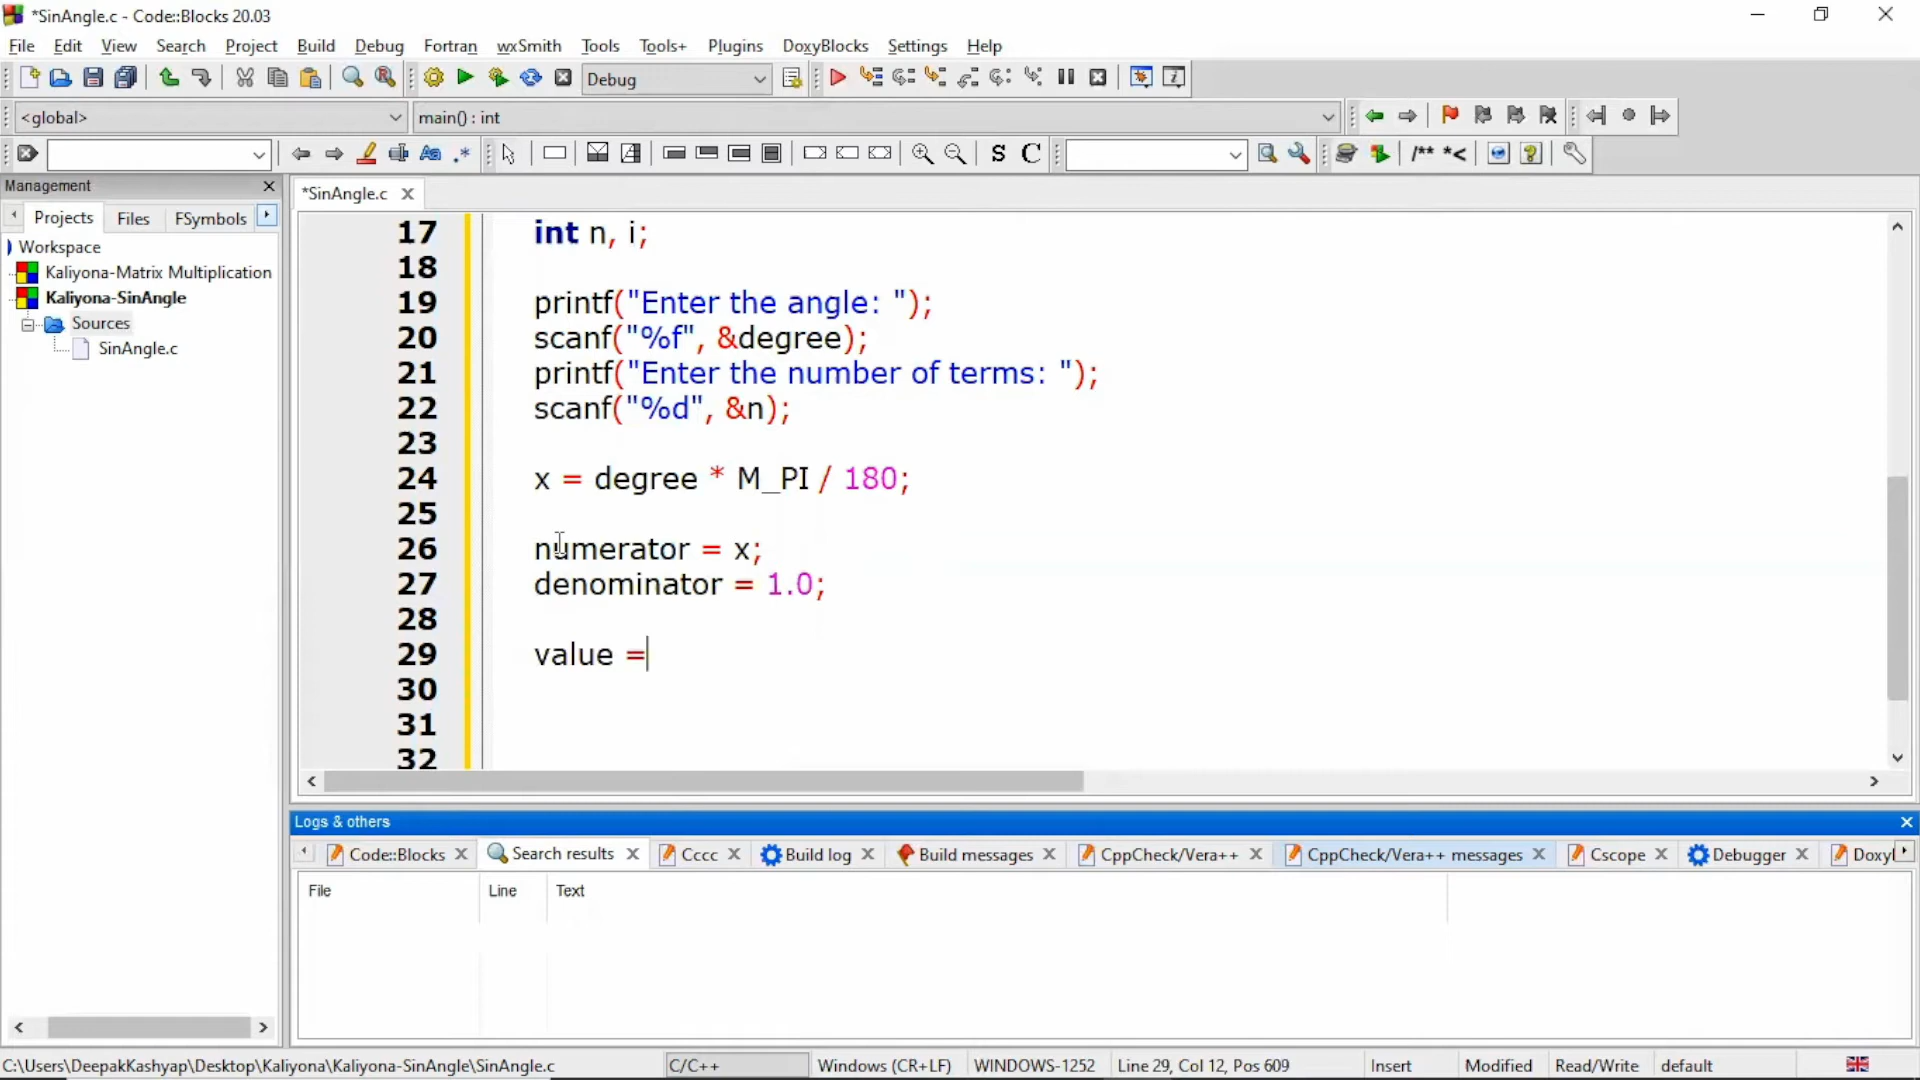 *SinAngle.c - Code::Blocks 20.03
File Edit View Search Project Build Debug Fortran wxSmith Tools Tools+ Plugins DoxyBlocks Settings Help
Debug
<global> main() : int
S C /** *<
Management
Projects Files FSymbols
Workspace
Kaliyona-Matrix Multiplication
Kaliyona-SinAngle
Sources
SinAngle.c
*SinAngle.c
17 int n, i;
18
19 printf("Enter the angle: ");
20 scanf("%f", &degree);
21 printf("Enter the number of terms: ");
22 scanf("%d", &n);
23
24 x = degree * M_PI / 180;
25
26 numerator = x;
27 denominator = 1.0;
28
29 value =
30
31
32
Logs & others
Code::Blocks Search results Cccc Build log Build messages CppCheck/Vera++ CppCheck/Vera++ messages Cscope Debugger Doxyl
File Line Text
C:\Users\DeepakKashyap\Desktop\Kaliyona\Kaliyona-SinAngle\SinAngle.c C/C++ Windows (CR+LF) WINDOWS-1252 Line 29, Col 12, Pos 609 Insert Modified Read/Write default